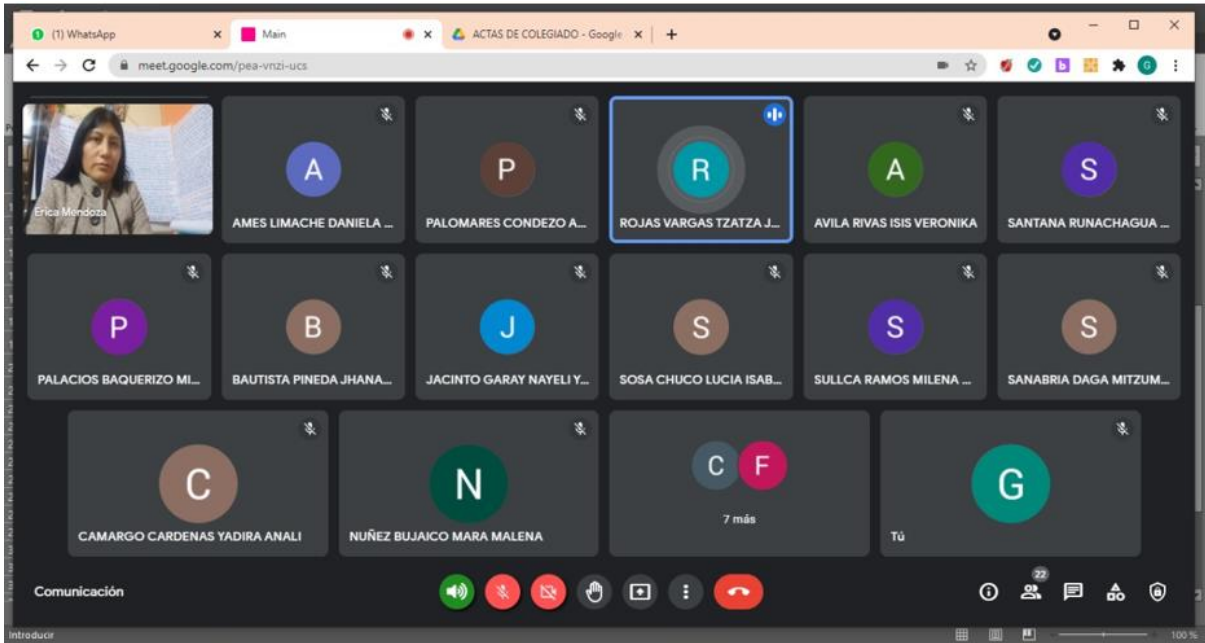 (1) WhatsApp
Main
ACTAS DE COLEGIADO - Google
meet.google.com/pea-vnzi-ucs
G
Erica Mendoza
A
AMES LIMACHE DANIELA ...
P
PALOMARES CONDEZO A...
R
ROJAS VARGAS TZATZA J...
A
AVILA RIVAS ISIS VERONIKA
S
SANTANA RUNACHAGUA ...
P
PALACIOS BAQUERIZO MI...
B
BAUTISTA PINEDA JHANA...
J
JACINTO GARAY NAYELI Y...
S
SOSA CHUCO LUCIA ISAB...
S
SULLCA RAMOS MILENA ...
S
SANABRIA DAGA MITZUM...
C
CAMARGO CARDENAS YADIRA ANALI
N
NUÑEZ BUJAICO MARA MALENA
C F
7 más
G
Tú
Comunicación
22
Introducir
100 %